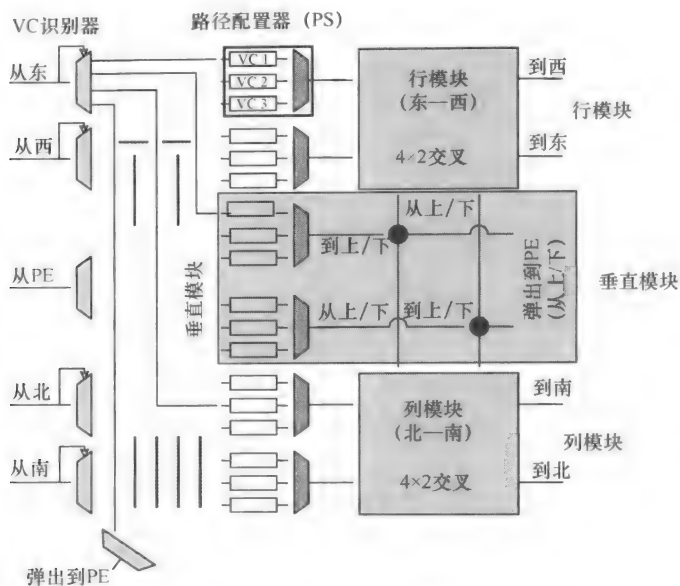 VC识别器
路径配置器（PS）
从东
VC 1
VC 2
VC 3
行模块
（东—西）
4×2交叉
到西
到东
行模块
从西
垂直模块
从上/下
到上/下
从上/下
到上/下
弹出到PE
（从上/下）
垂直模块
从PE
从北
从南
列模块
（北—南）
4×2交叉
到南
到北
列模块
弹出到PE